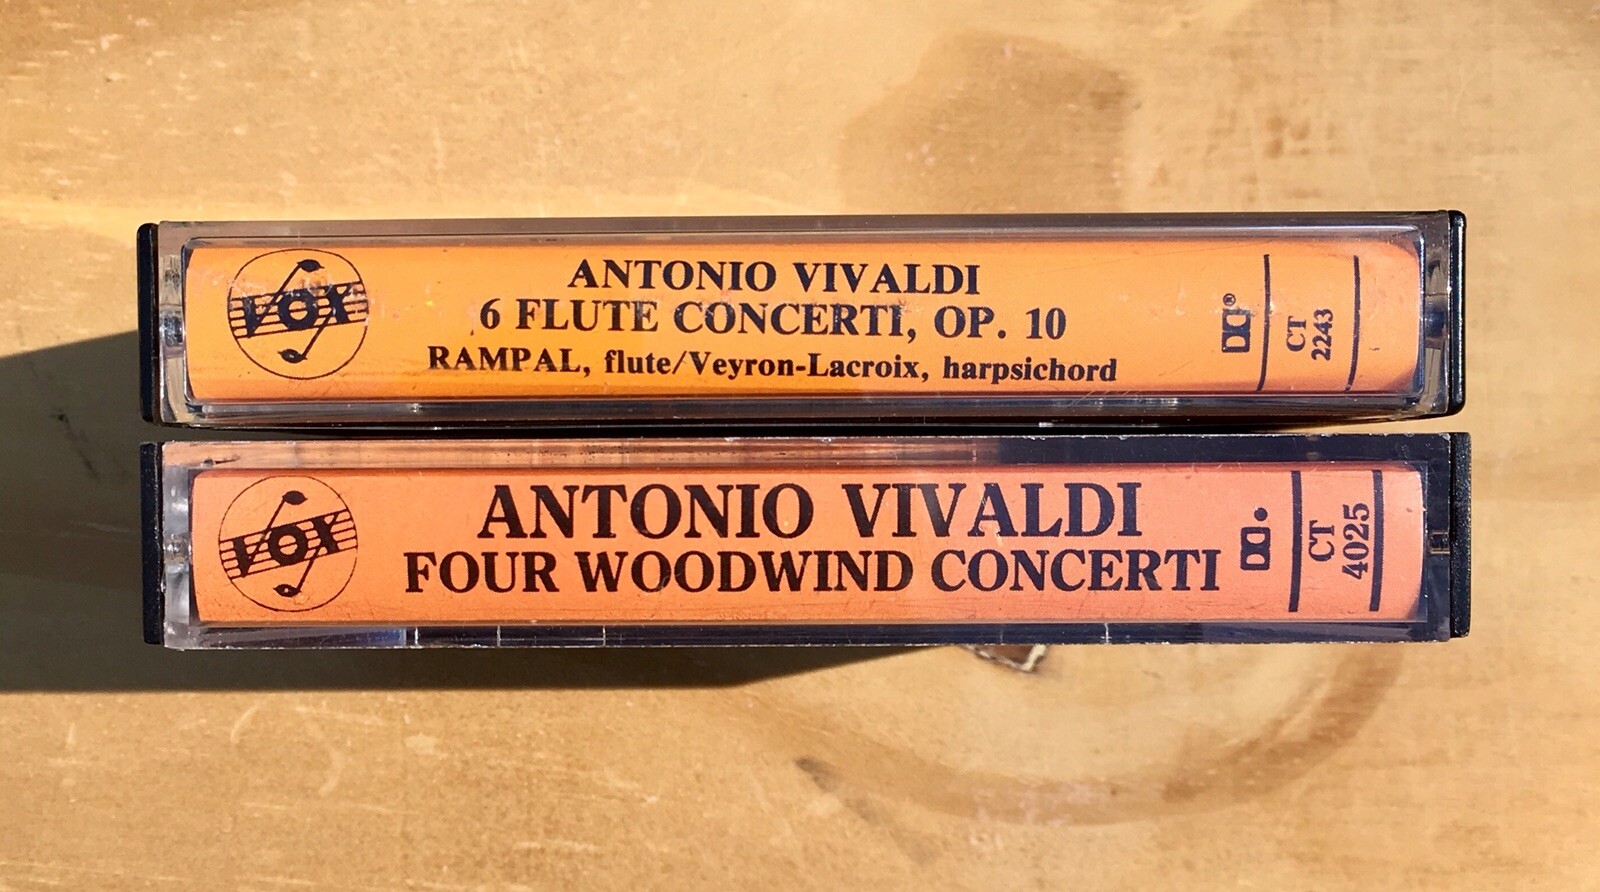 VOX
ANTONIO VIVALDI
6 FLUTE CONCERTI, OP. 10
RAMPAL, flute/Veyron-Lacroix, harpsichord
®
CT
2243
VOX
ANTONIO VIVALDI
FOUR WOODWIND CONCERTI
CT
4025